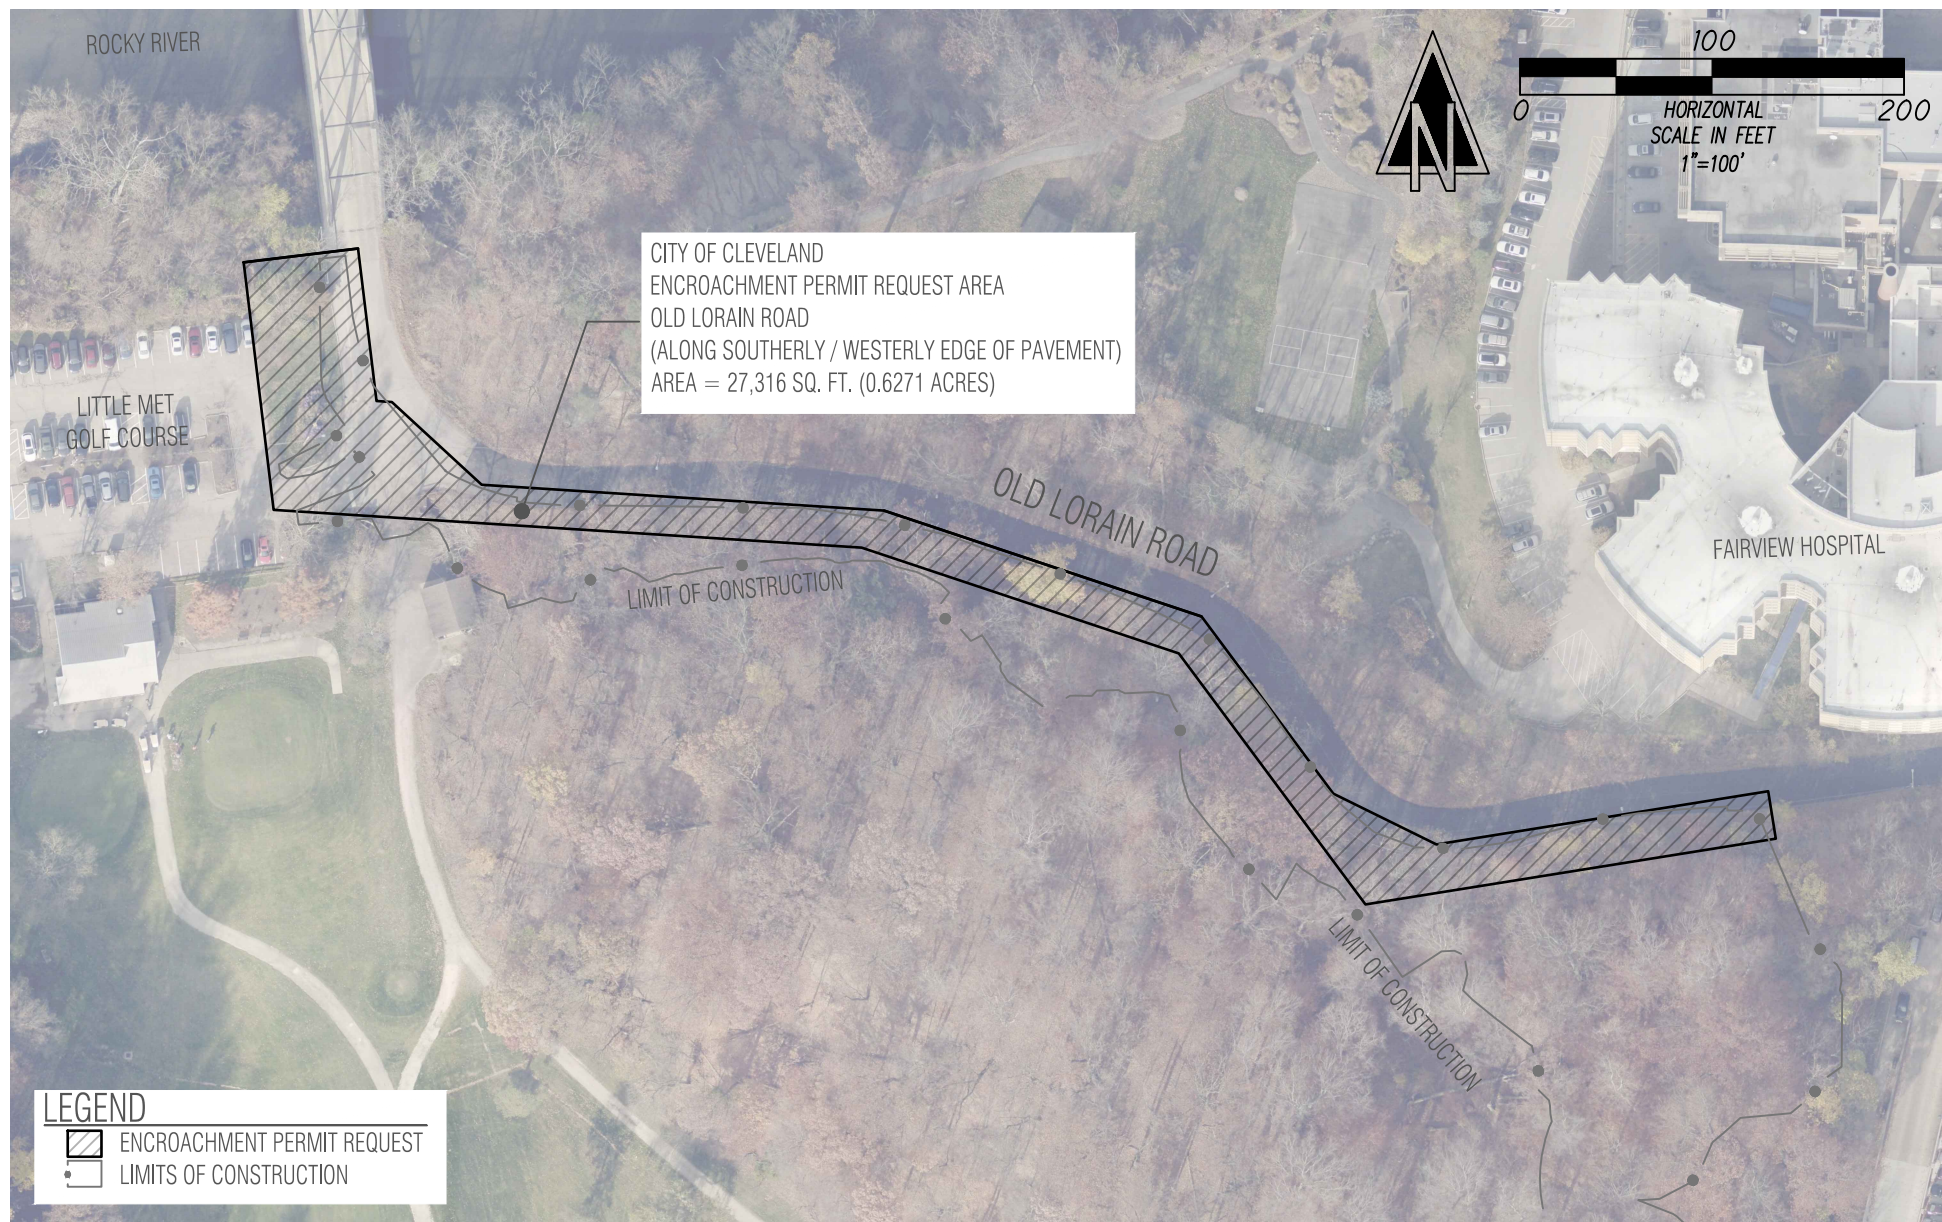 ROCKY RIVER
100
0
200
HORIZONTAL
SCALE IN FEET
1"=100'
N
CITY OF CLEVELAND
ENCROACHMENT PERMIT REQUEST AREA
OLD LORAIN ROAD
(ALONG SOUTHERLY / WESTERLY EDGE OF PAVEMENT)
AREA = 27,316 SQ. FT. (0.6271 ACRES)
LITTLE MET
GOLF COURSE
OLD LORAIN ROAD
FAIRVIEW HOSPITAL
LIMIT OF CONSTRUCTION
LIMIT OF CONSTRUCTION
LEGEND
ENCROACHMENT PERMIT REQUEST
LIMITS OF CONSTRUCTION